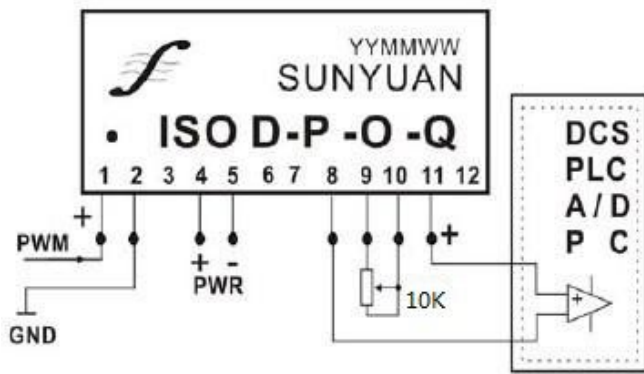 YYMMWW
SUNYUAN
· ISO D-P -O -Q
1 2 3 4 5 6 7 8 9 10 11 12
+
PWM
GND
+ -
PWR
10K
+
DCS
PLC
A/D
P C
+